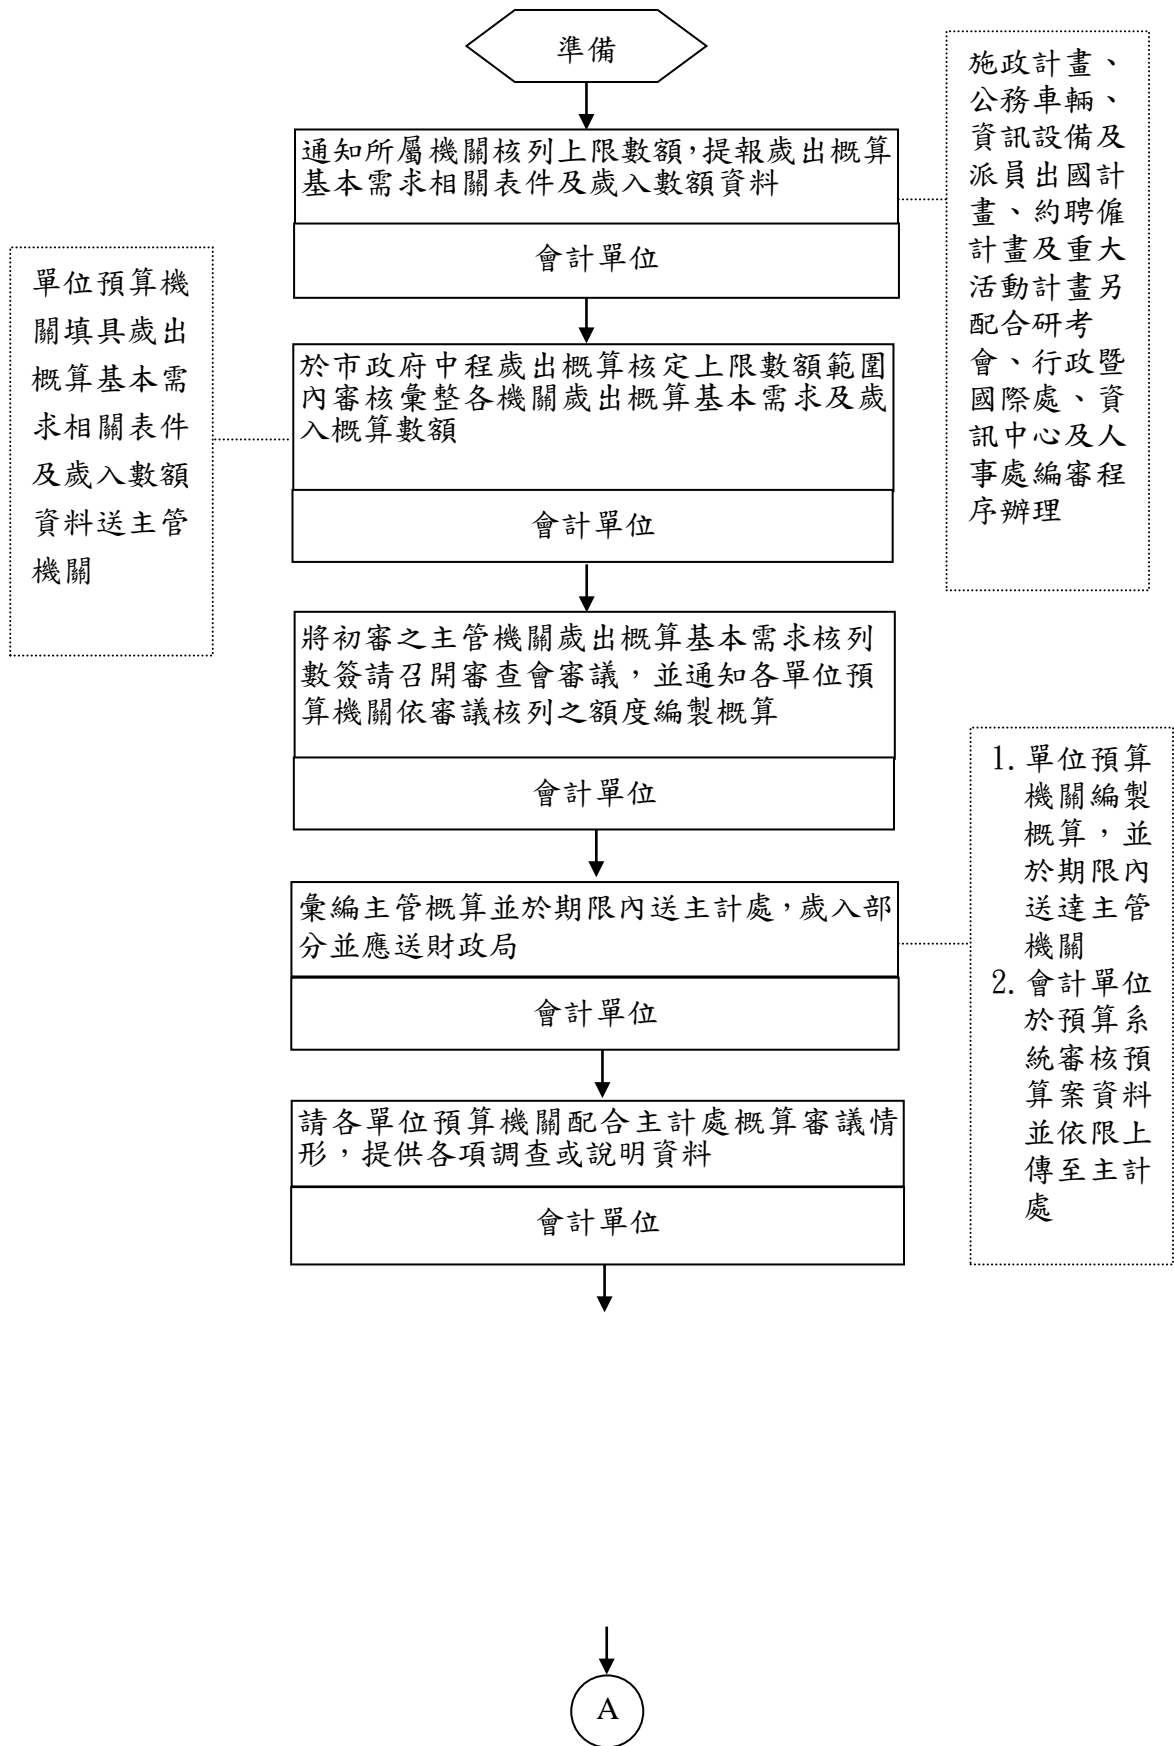 準備
施政計畫、
公務車輛、
資訊設備及
派員出國計
畫、約聘僱
計畫及重大
活動計畫另
配合研考
會、行政暨
國際處、資
訊中心及人
事處編審程
序辦理
通知所屬機關核列上限數額,提報歲出概算
基本需求相關表件及歲入數額資料
會計單位
單位預算機
關填具歲出
概算基本需
求相關表件
及歲入數額
資料送主管
機關
於市政府中程歲出概算核定上限數額範圍
內審核彙整各機關歲出概算基本需求及歲
入概算數額
會計單位
將初審之主管機關歲出概算基本需求核列
數簽請召開審查會審議,並通知各單位預
算機關依審議核列之額度編製概算
會計單位
1. 單位預算
機關編製
概算,並
於期限內
送達主管
機關
2. 會計單位
於預算系
統審核預
算案資料
並依限上
傳至主計
處
彙編主管概算並於期限內送主計處,歲入部
分並應送財政局
會計單位
請各單位預算機關配合主計處概算審議情
形,提供各項調查或說明資料
會計單位
A